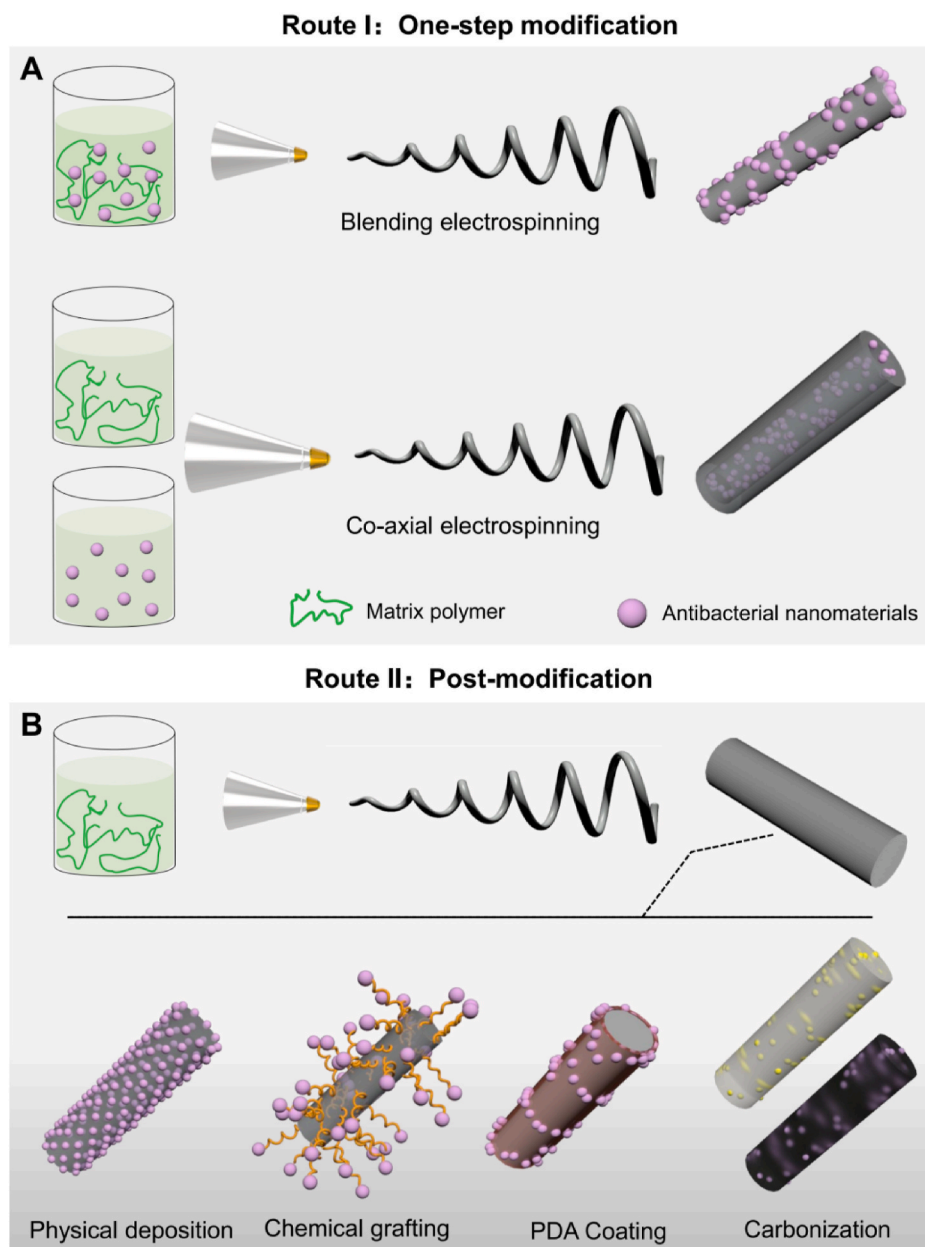 Route I：One-step modification
A
Blending electrospinning
Co-axial electrospinning
Matrix polymer
Antibacterial nanomaterials
Route II：Post-modification
B
Physical deposition
Chemical grafting
PDA Coating
Carbonization